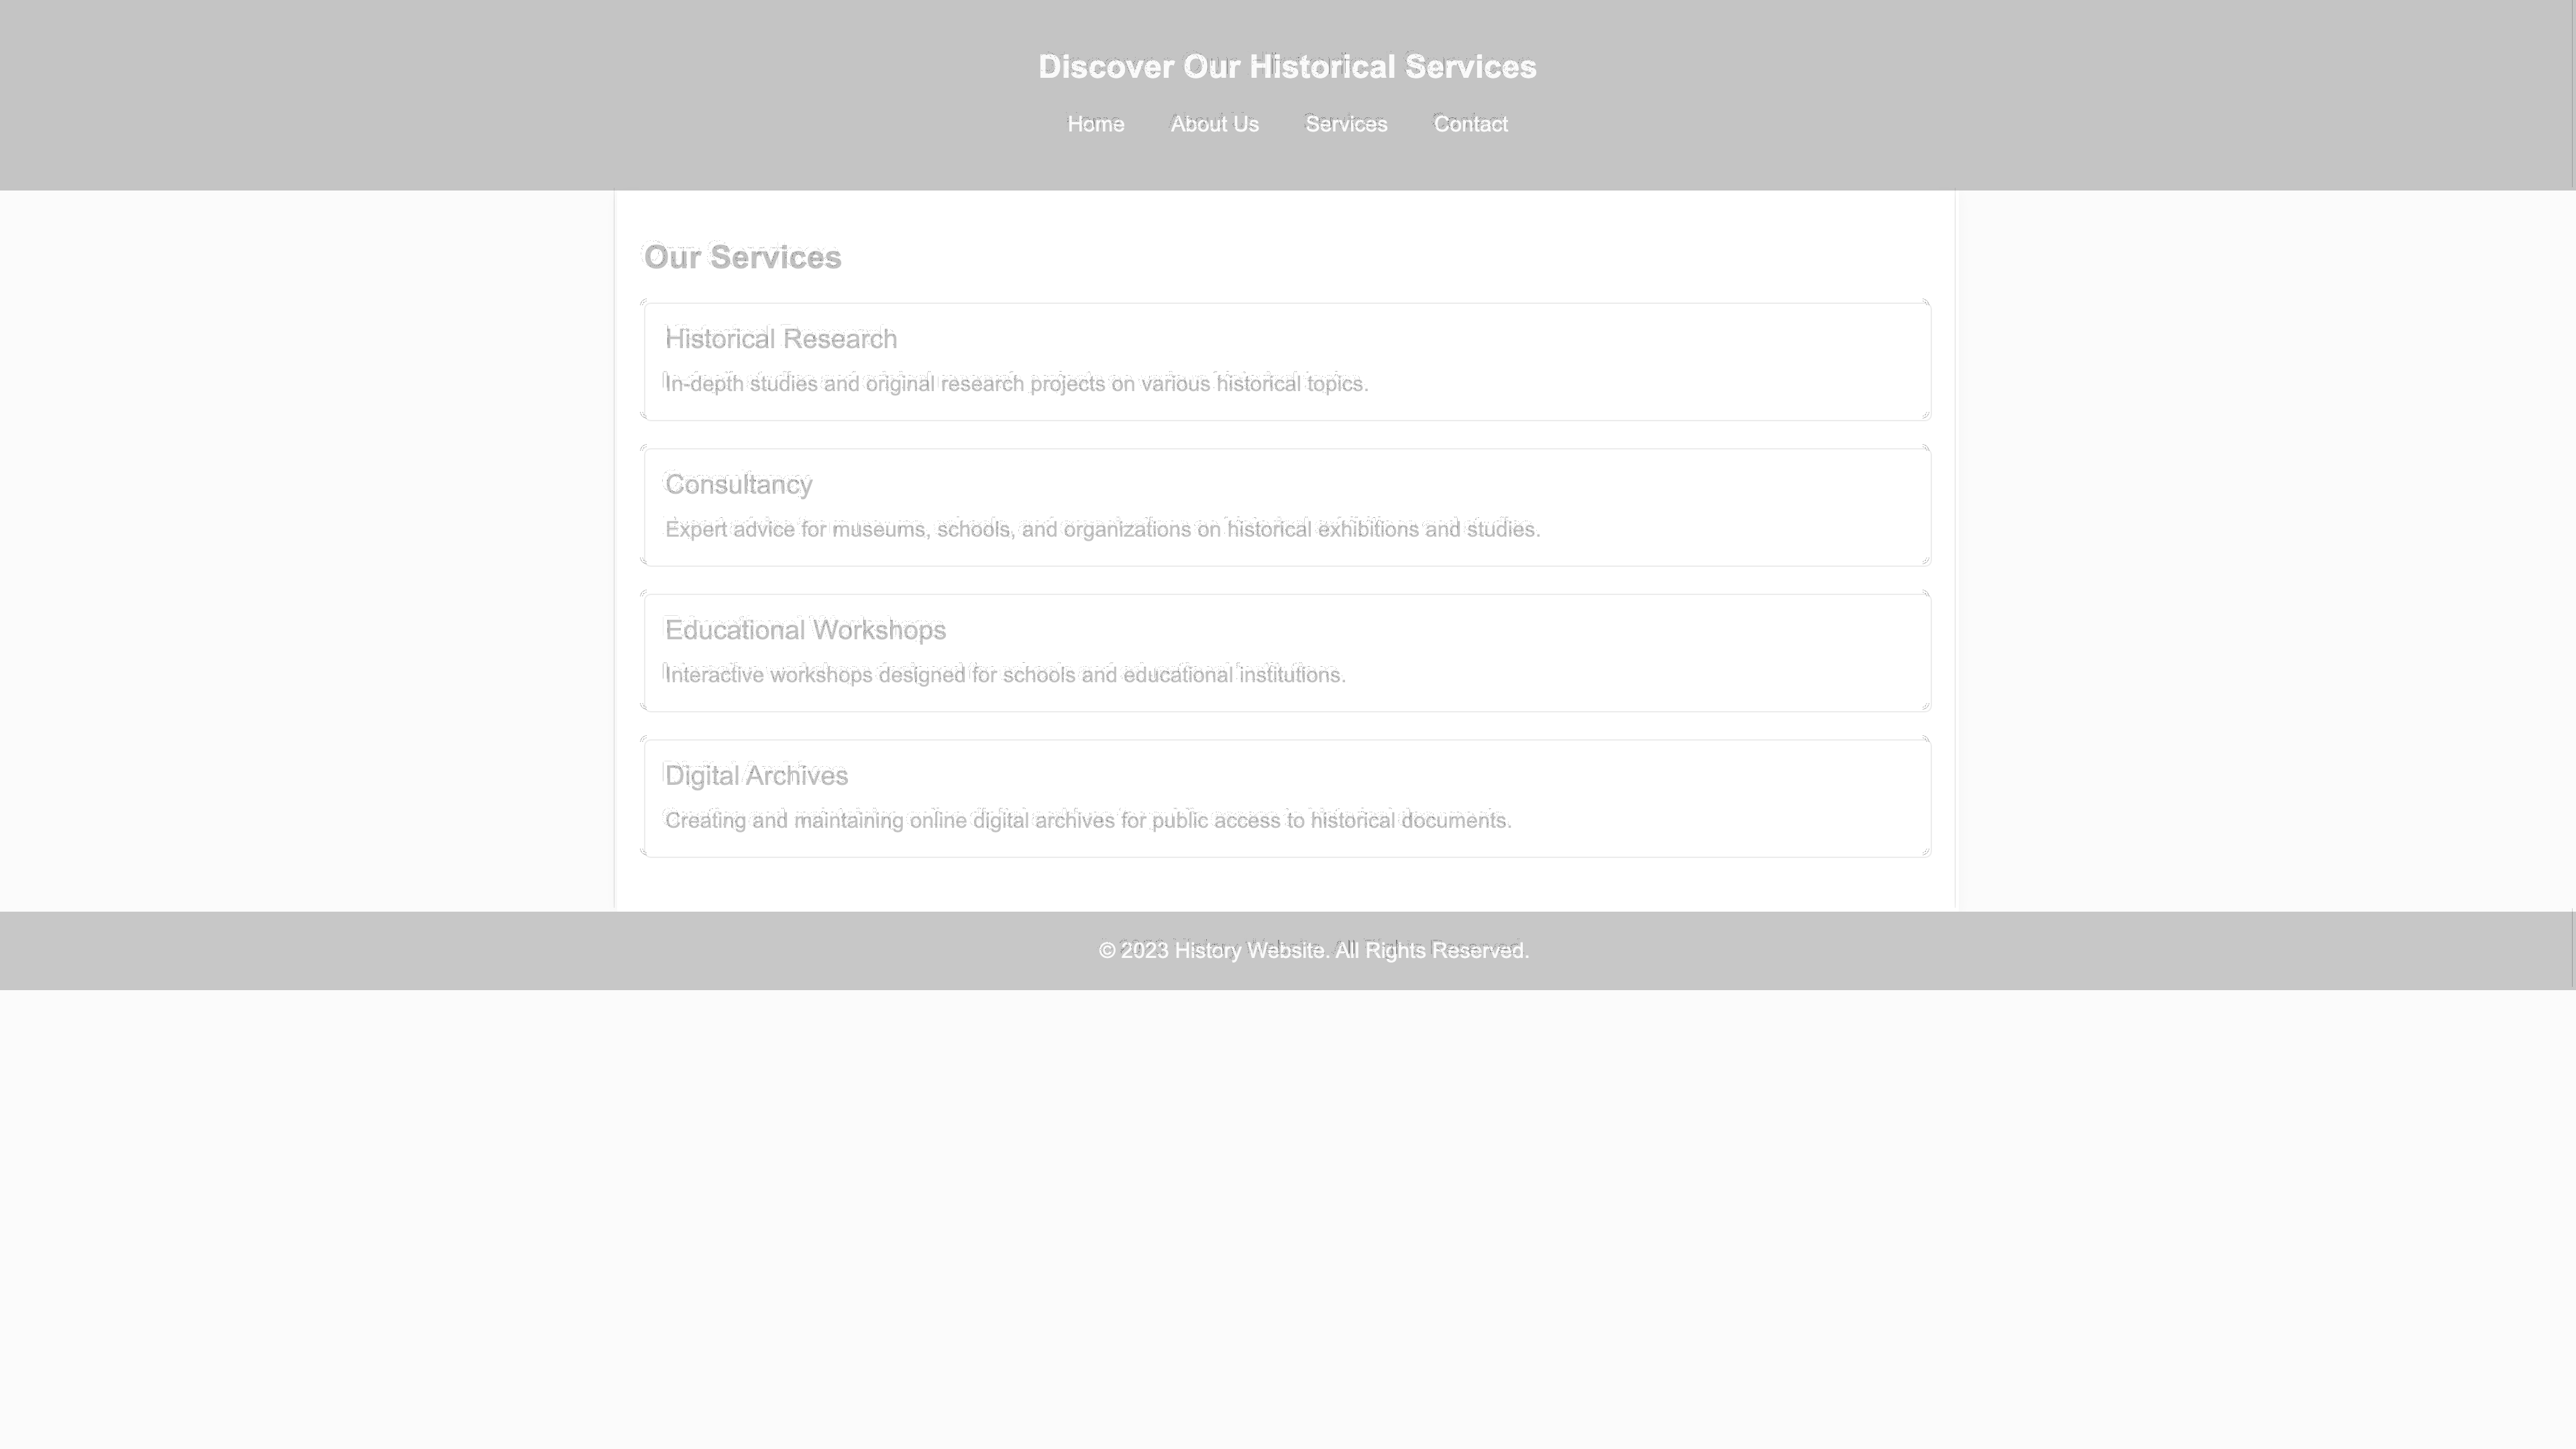 Discover Our Historical Services
Home About Us Services Contact
Our Services
Historical Research
In-depth studies and original research projects on various historical topics.
Consultancy
Expert advice for museums, schools, and organizations on historical exhibitions and studies.
Educational Workshops
Interactive workshops designed for schools and educational institutions.
Digital Archives
Creating and maintaining online digital archives for public access to historical documents.
© 2023 History Website. All Rights Reserved.